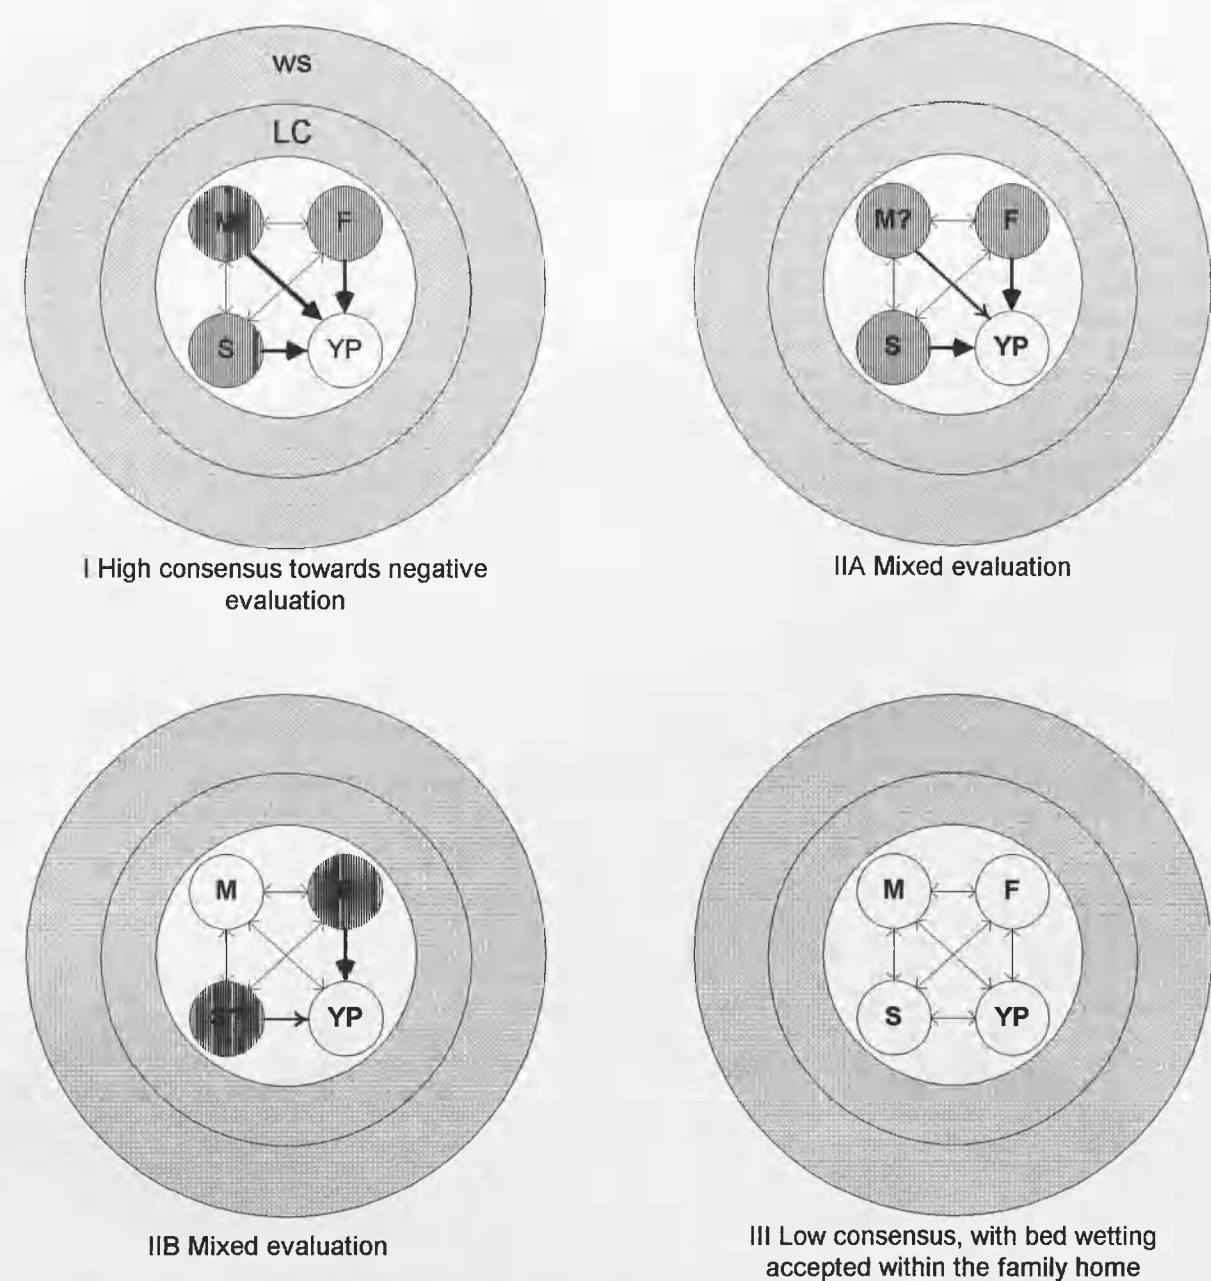 ws
LC
F
M?
F
S
YP
S
YP
I High consensus towards negative
evaluation
IIA Mixed evaluation
M
M
F
YP
S
YP
IIB Mixed evaluation
III Low consensus, with bed wetting
accepted within the family home